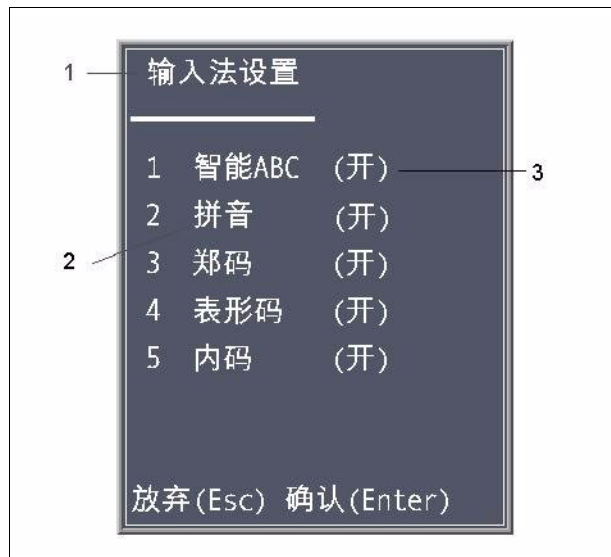 1 输入法设置
1 智能ABC (开) 3
2 拼音 (开)
2
3 郑码 (开)
4 表形码 (开)
5 内码 (开)
放弃(Esc) 确认(Enter)